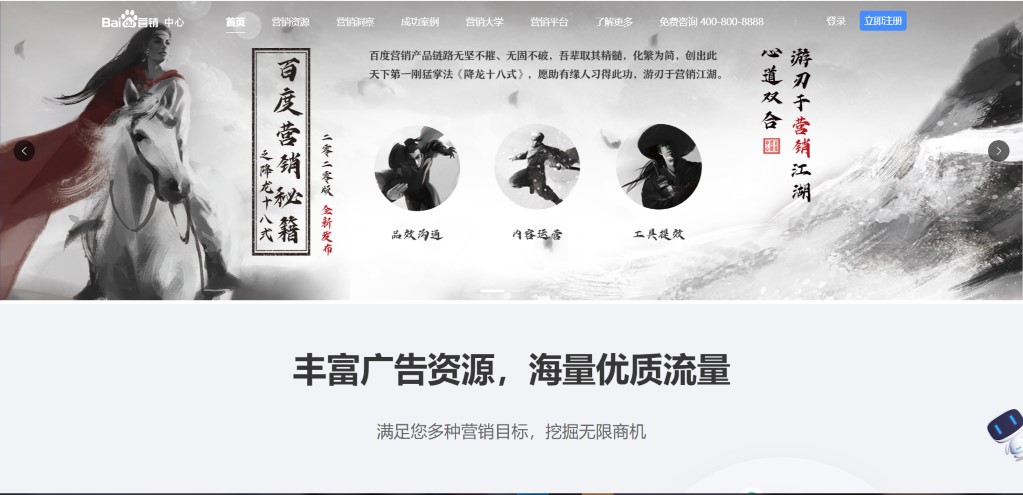 Bai 营销 中心
首页 营销资源 营销洞察 成功案例 营销大学 营销平台 了解更多 免费咨询 400-800-8888 登录 立即注册
百度营销秘籍
之降龙十八式
二零二零版 全新发布
百度营销产品链路无坚不摧、无固不破，吾辈取其精髓，化繁为简，创出此
天下第一刚猛掌法《降龙十八式》，愿助有缘人习得此功，游刃于营销江湖。
品效沟通 内容运营 工具提效
游刃于营销江湖
心道双合
丰富广告资源，海量优质流量
满足您多种营销目标，挖掘无限商机